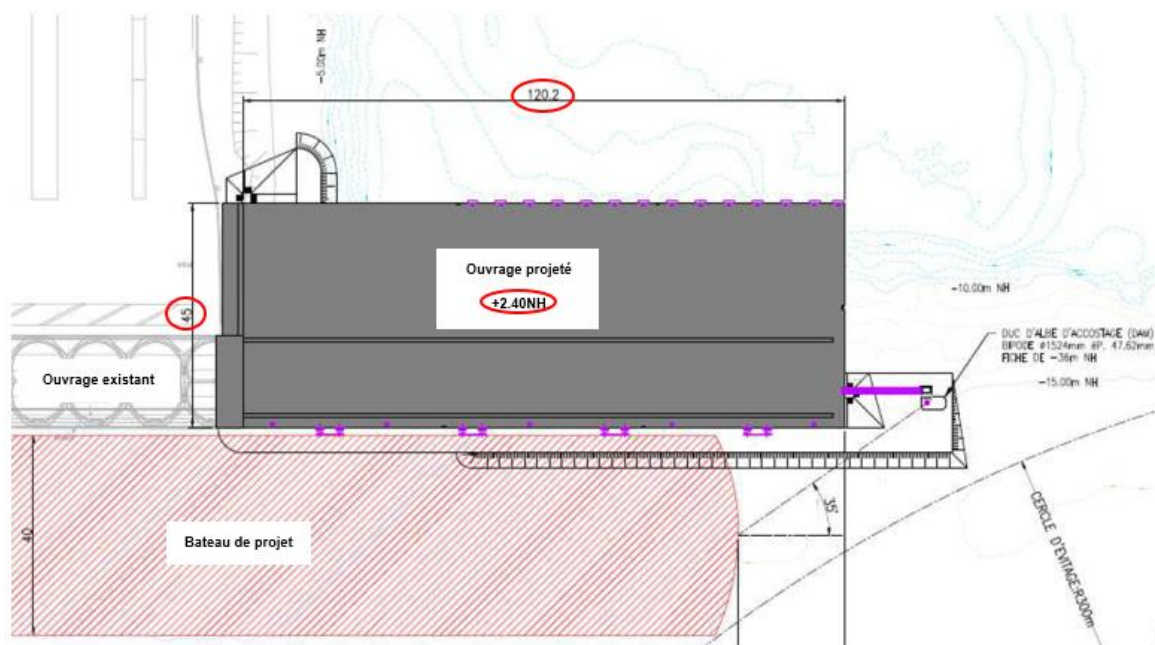 -5.00m NH
120.2
Ouvrage projeté
+2.40NH
45
-10.00m NH
DUC D'ALBE D'ACCOSTAGE (DAM)
BIPODE ø1524mm éP. 47,62mm
FICHE DE -36m NH
-15.00m NH
Ouvrage existant
40
Bateau de projet
35°
CERCLE D'EVITAGE:R300m